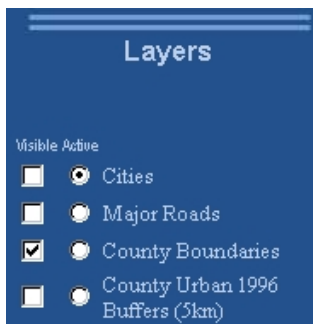 Layers
Visible Active
Cities
Major Roads
County Boundaries
County Urban 1996
Buffers (5km)